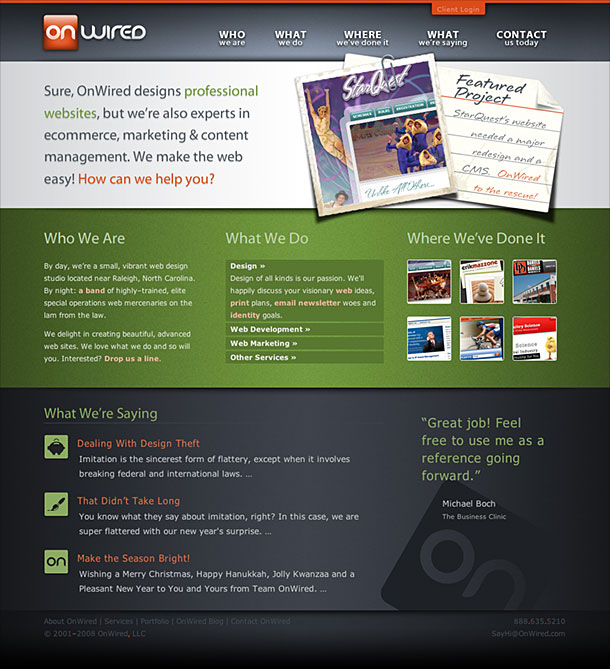 Client Login
on WIRED
WHO
we are
WHAT
we do
WHERE
we've done it
WHAT
we're saying
CONTACT
us today
Sure, OnWired designs professional
websites, but we're also experts in
ecommerce, marketing & content
management. We make the web
easy! How can we help you?
StarQuest
SCHEDULE
RULES
REGISTRATION
Unlike All Others...
Featured
Project
StarQuest's website
needed a major
redesign and a
CMS. OnWired
to the rescue!
Who We Are
By day, we're a small, vibrant web design
studio located near Raleigh, North Carolina.
By night: a band of highly-trained, elite
special operations web mercenaries on the
lam from the law.
We delight in creating beautiful, advanced
web sites. We love what we do and so will
you. Interested? Drop us a line.
What We Do
Design »
Design of all kinds is our passion. We'll
happily discuss your visionary web ideas,
print plans, email newsletter woes and
identity goals.
Web Development »
Web Marketing »
Other Services »
Where We've Done It
erikmazzone
Science
What We're Saying
Dealing With Design Theft
Imitation is the sincerest form of flattery, except when it involves
breaking federal and international laws. ...
That Didn't Take Long
You know what they say about imitation, right? In this case, we are
super flattered with our new year's surprise. ...
on
Make the Season Bright!
Wishing a Merry Christmas, Happy Hanukkah, Jolly Kwanzaa and a
Pleasant New Year to You and Yours from Team OnWired. ...
"Great job! Feel
free to use me as a
reference going
forward."
Michael Boch
The Business Clinic
on
About OnWired | Services | Portfolio | OnWired Blog | Contact OnWired
© 2001-2008 OnWired, LLC
888.635.5210
SayHi@OnWired.com